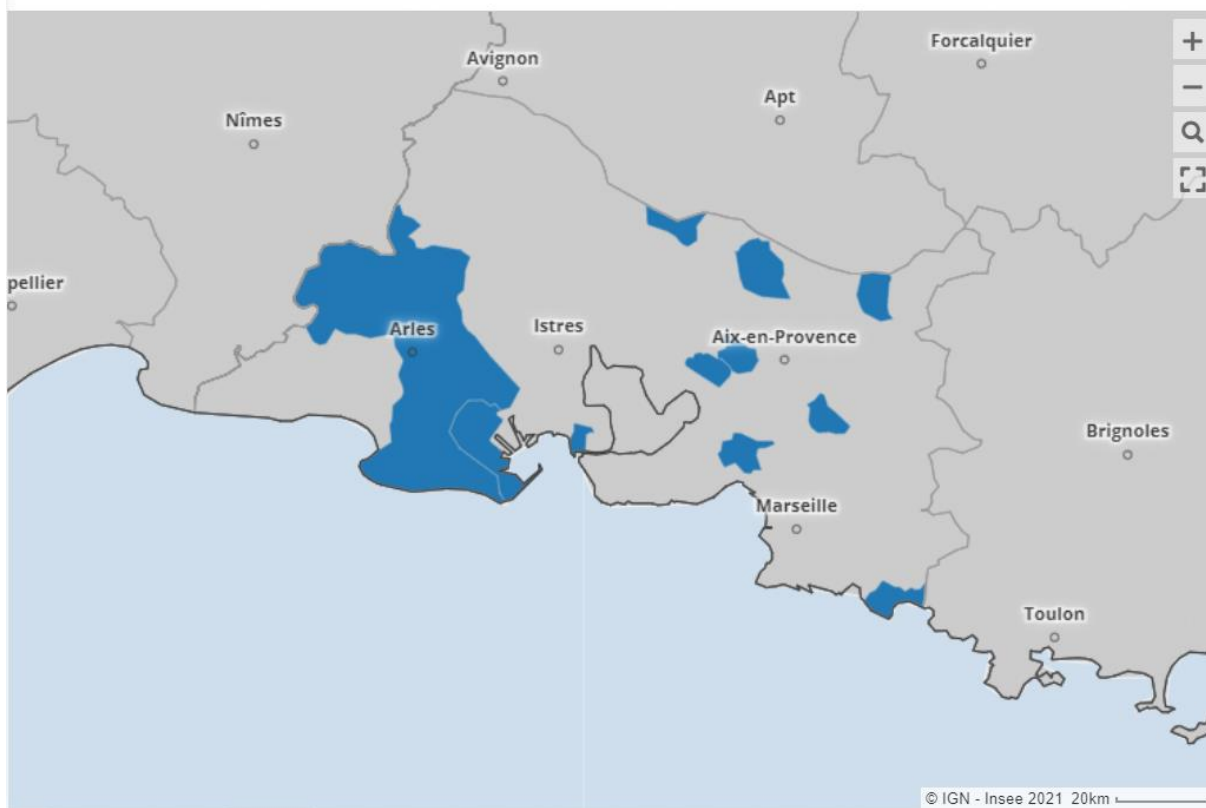 Forcalquier
Avignon
Apt
Nîmes
pellier
Arles
Istres
Aix-en-Provence
Brignoles
Marseille
Toulon
© IGN - Insee 2021 20km